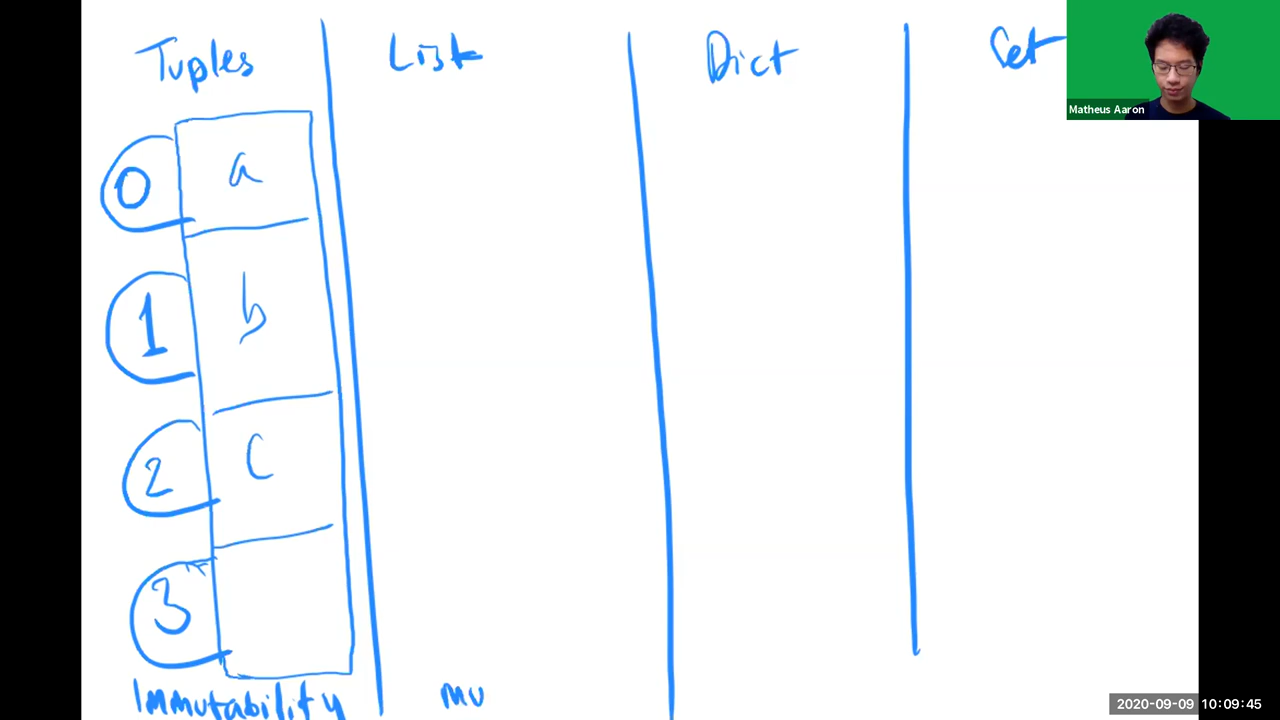 Tuples List Dict Set
Matheus Aaron
0 a
1 b
2 c
3
Immutability mu
2020-09-09 10:09:45